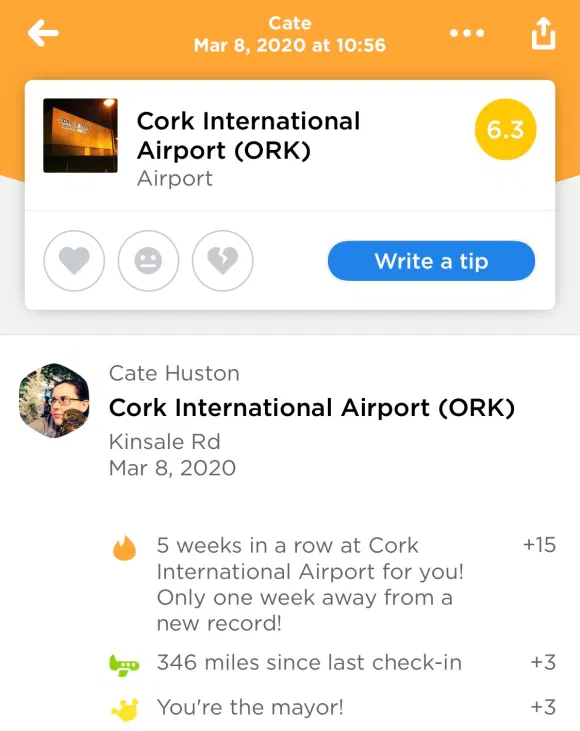 Cate
Mar 8, 2020 at 10:56
Cork International
Airport (ORK)
Airport
6.3
Write a tip
Cate Huston
Cork International Airport (ORK)
Kinsale Rd
Mar 8, 2020
5 weeks in a row at Cork +15
International Airport for you!
Only one week away from a
new record!
346 miles since last check-in +3
You're the mayor! +3